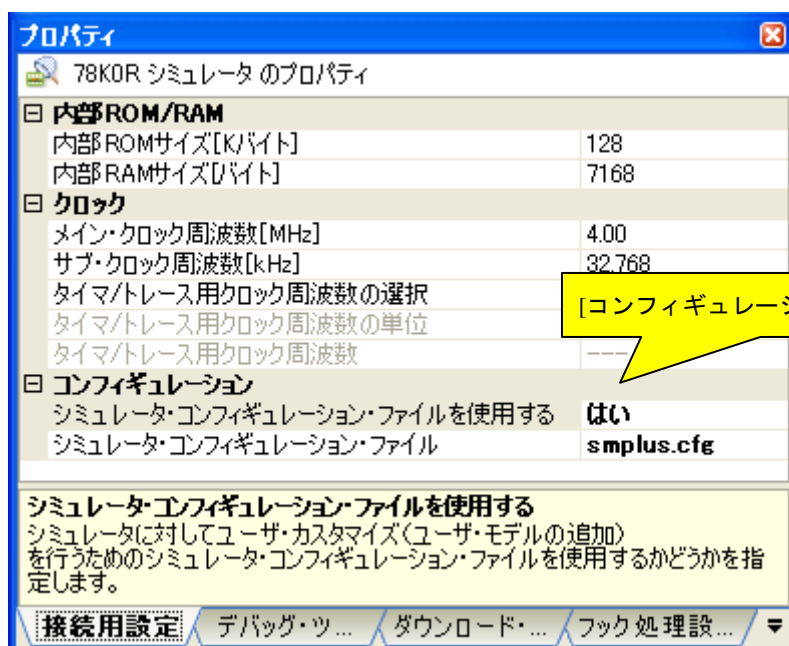 プロパティ
78K0R シミュレータ のプロパティ
内部ROM/RAM
内部ROMサイズ[Kバイト] 128
内部RAMサイズ[バイト] 7168
クロック
メイン・クロック周波数[MHz] 4.00
サブ・クロック周波数[kHz] 32.768
タイマ/トレース用クロック周波数の選択
[コンフィギュレーシ
タイマ/トレース用クロック周波数の単位
タイマ/トレース用クロック周波数 ---
コンフィギュレーション
シミュレータ・コンフィギュレーション・ファイルを使用する はい
シミュレータ・コンフィギュレーション・ファイル smplus.cfg
シミュレータ・コンフィギュレーション・ファイルを使用する
シミュレータに対してユーザ・カスタマイズ(ユーザ・モデルの追加)
を行うためのシミュレータ・コンフィギュレーション・ファイルを使用するかどうかを指
定します。
接続用設定 デバッグ・ツ... ダウンロード・... フック処理設...